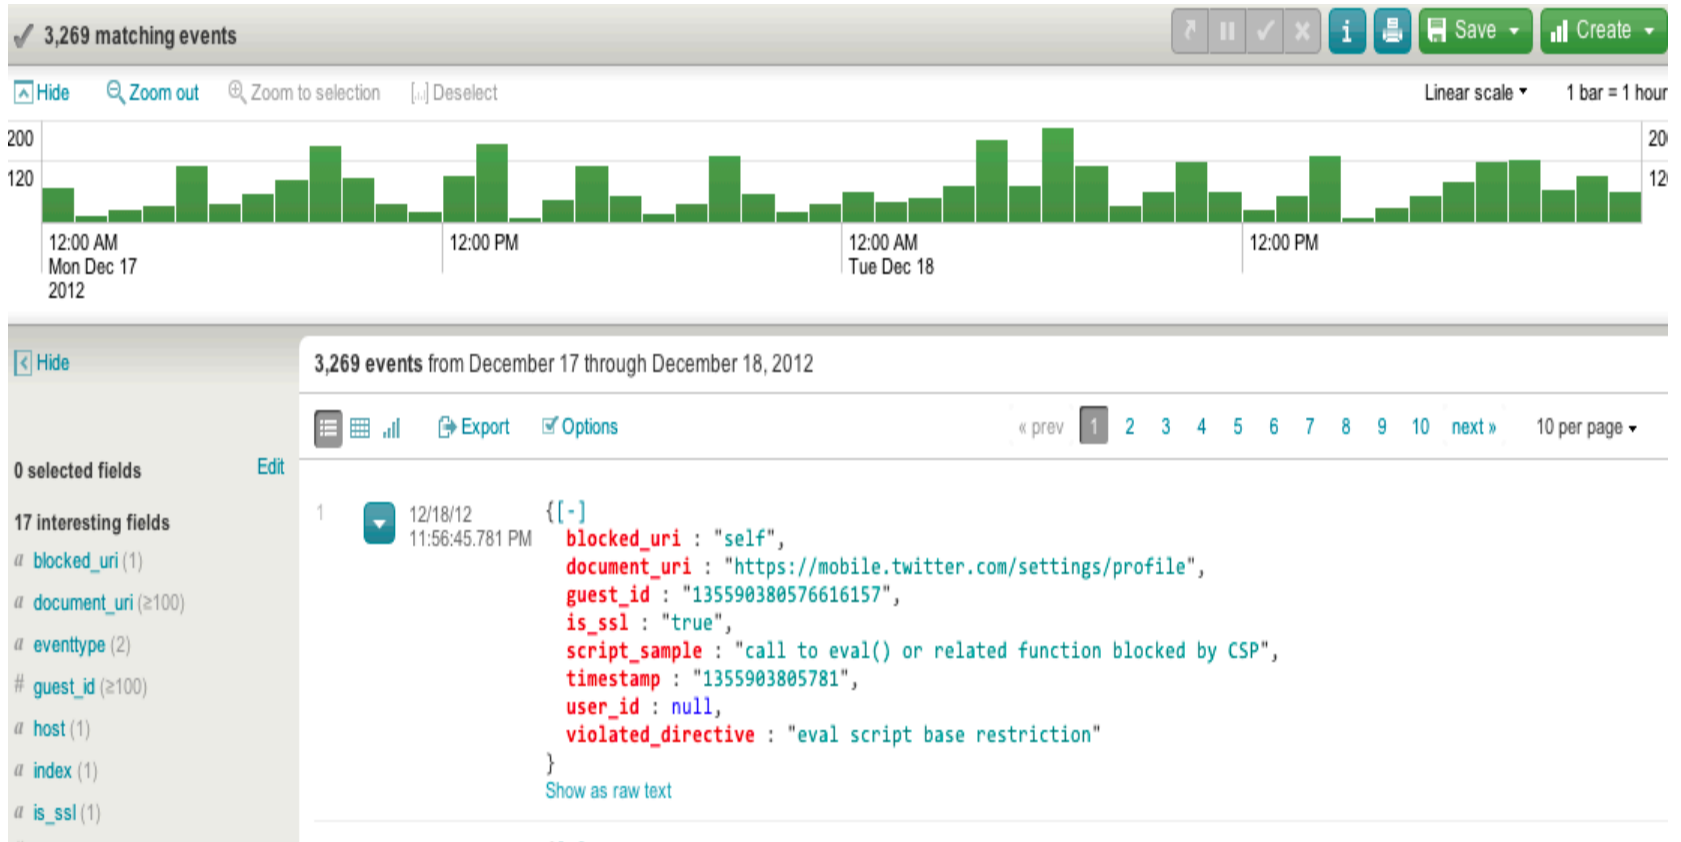 3,269 matching events
i
Save
Create
Hide Zoom out Zoom to selection Deselect
Linear scale 1 bar = 1 hour
200
120
12:00 AM
Mon Dec 17
2012
12:00 PM
12:00 AM
Tue Dec 18
12:00 PM
20
12
Hide
3,269 events from December 17 through December 18, 2012
Export Options
« prev 1 2 3 4 5 6 7 8 9 10 next » 10 per page
0 selected fields Edit
17 interesting fields
a blocked_uri (1)
a document_uri (≥100)
a eventtype (2)
# guest_id (≥100)
a host (1)
a index (1)
a is_ssl (1)
1
12/18/12
11:56:45.781 PM
{[-]
blocked_uri : "self",
document_uri : "https://mobile.twitter.com/settings/profile",
guest_id : "135590380576616157",
is_ssl : "true",
script_sample : "call to eval() or related function blocked by CSP",
timestamp : "1355903805781",
user_id : null,
violated_directive : "eval script base restriction"
}
Show as raw text